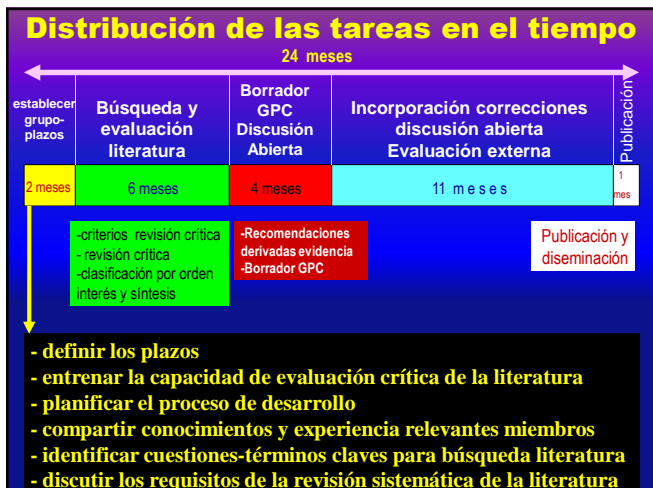 Distribución de las tareas en el tiempo
24 meses
establecer
grupo-
plazos
Búsqueda y
evaluación
literatura
Borrador
GPC
Discusión
Abierta
Incorporación correcciones
discusión abierta
Evaluación externa
Publicación
2 meses
6 meses
4 meses
11 m e s e s
1
mes
-criterios revisión crítica
- revisión crítica
-clasificación por orden
interés y síntesis
-Recomendaciones
derivadas evidencia
-Borrador GPC
Publicación y
diseminación
- definir los plazos
- entrenar la capacidad de evaluación crítica de la literatura
- planificar el proceso de desarrollo
- compartir conocimientos y experiencia relevantes miembros
- identificar cuestiones-términos claves para búsqueda literatura
- discutir los requisitos de la revisión sistemática de la literatura